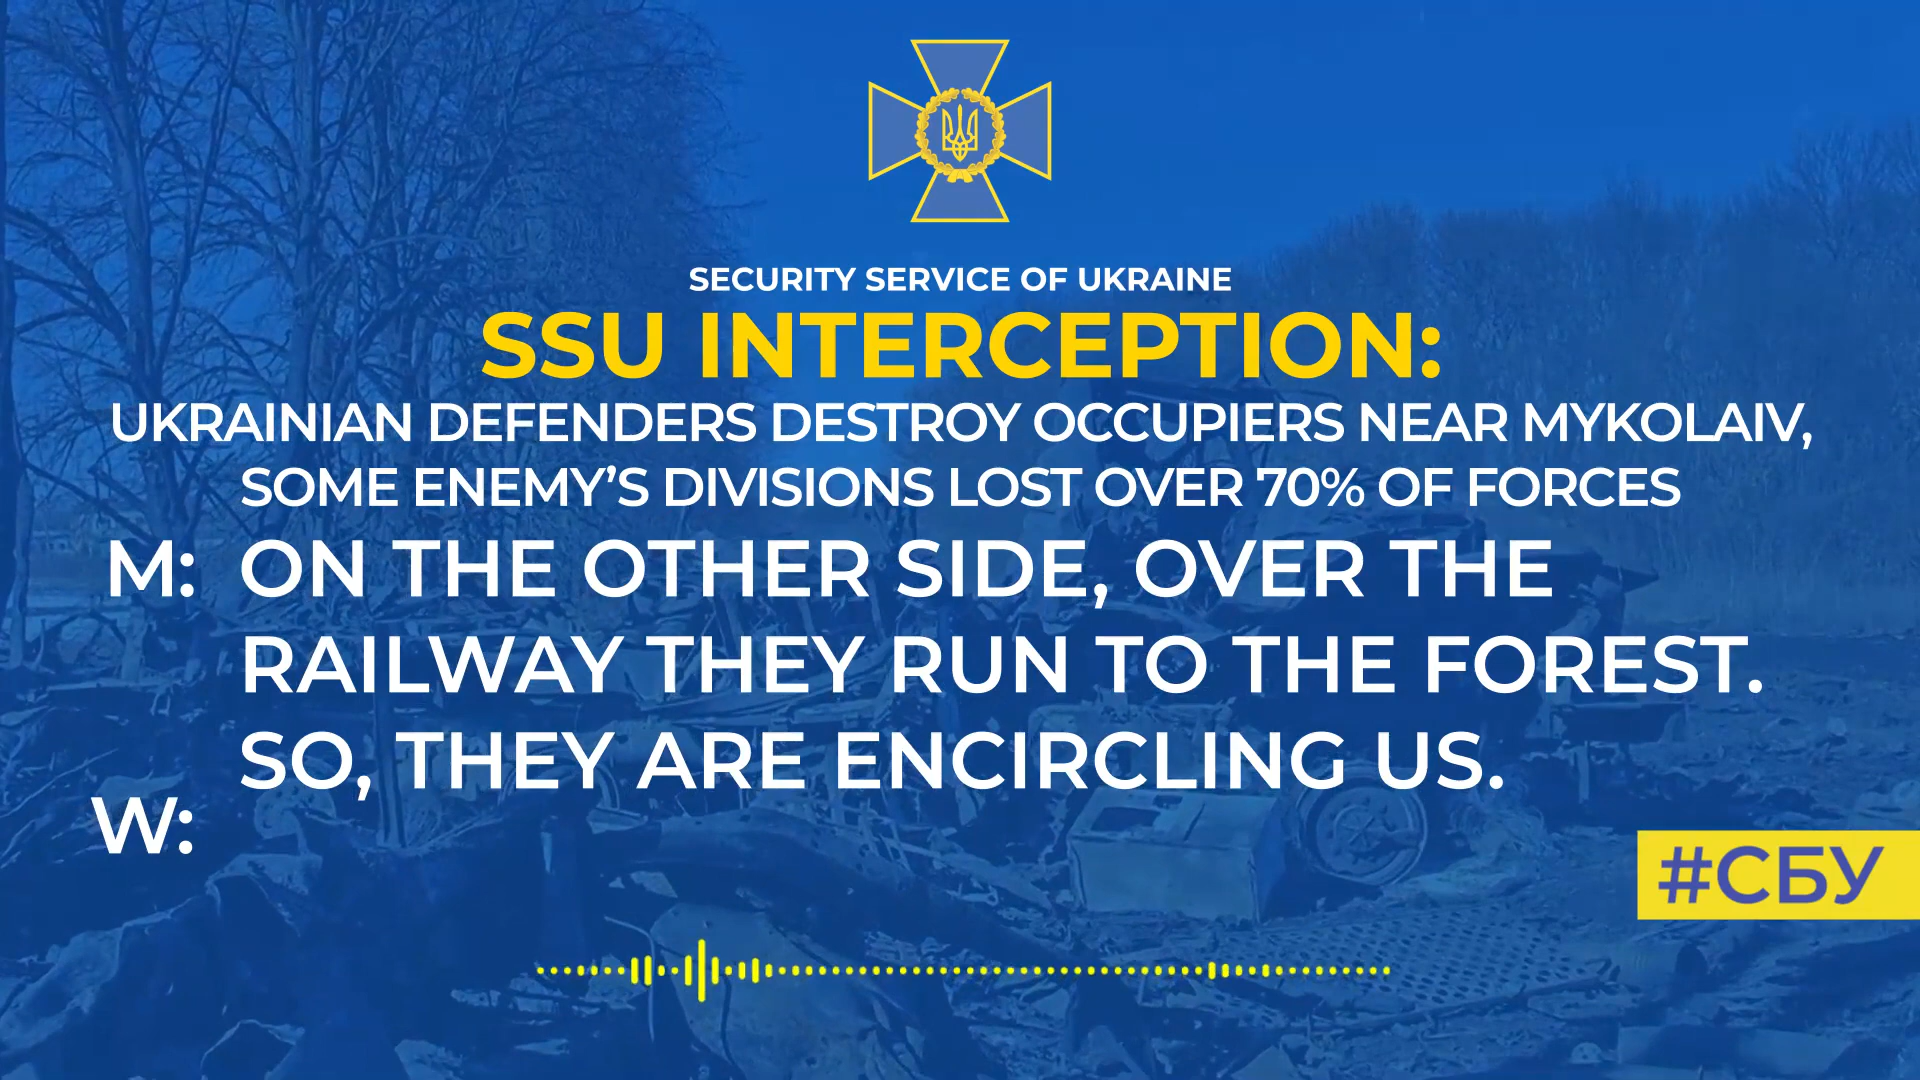 SECURITY SERVICE OF UKRAINE
SSU INTERCEPTION:
UKRAINIAN DEFENDERS DESTROY OCCUPIERS NEAR MYKOLAIV,
SOME ENEMY’S DIVISIONS LOST OVER 70% OF FORCES
M: ON THE OTHER SIDE, OVER THE
RAILWAY THEY RUN TO THE FOREST.
SO, THEY ARE ENCIRCLING US.
W:
#СБУ